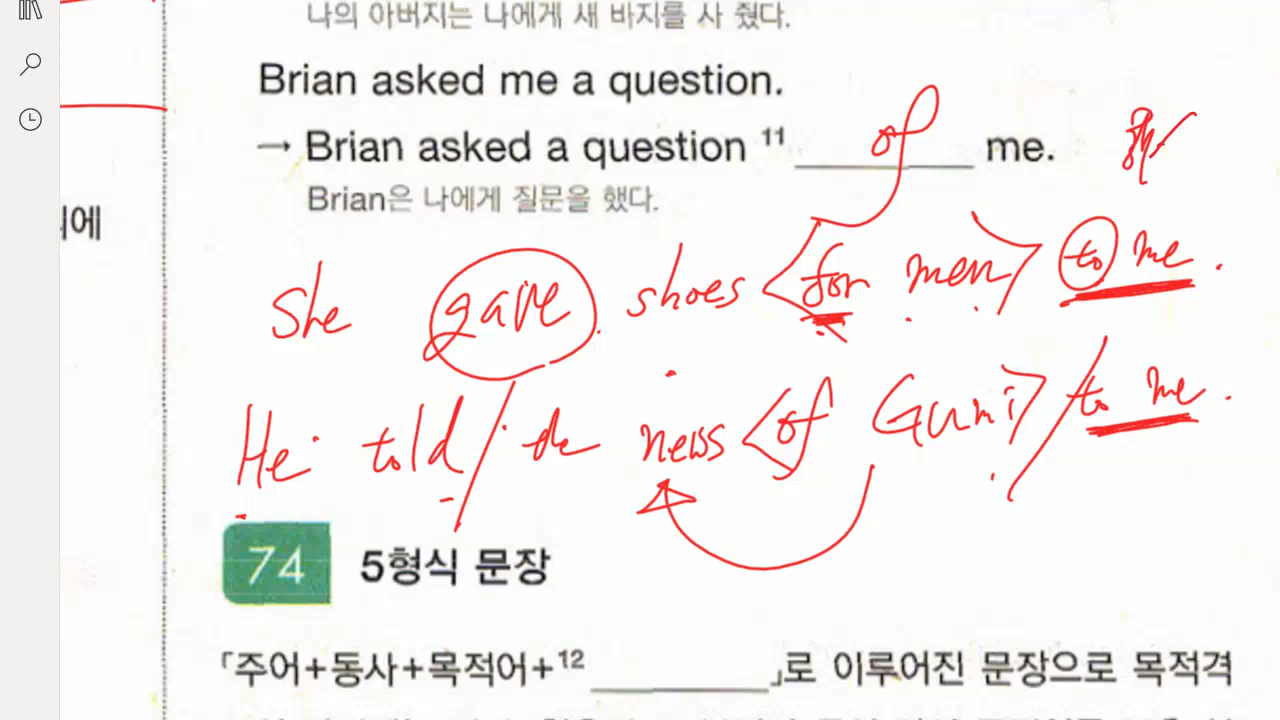 나의 아버지는 나에게 새 바지를 사 줬다.
Brian asked me a question.
→ Brian asked a question 11 of me.
Brian은 나에게 질문을 했다.
에
She gave shoes <for men> to me.
He told / the news <of Gumi> / to me.
74 5형식 문장
「주어+동사+목적어+12 ______」로 이루어진 문장으로 목적격